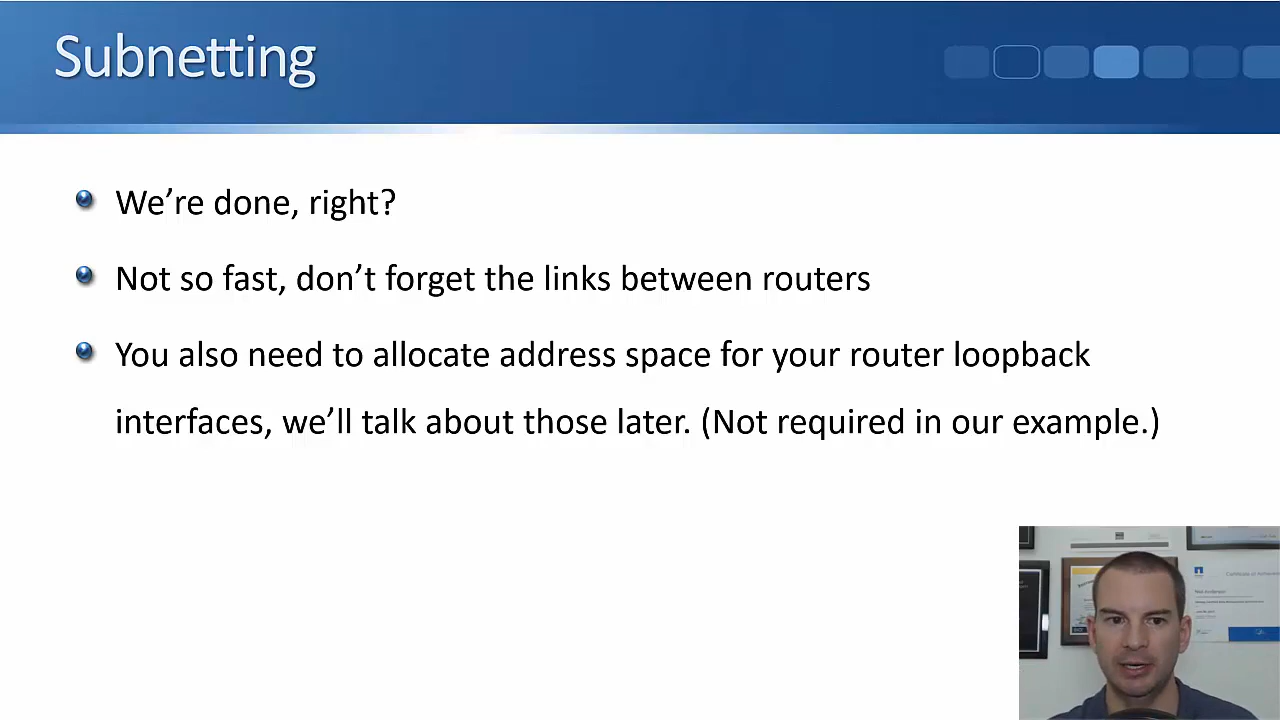 Subnetting
We’re done, right?
Not so fast, don’t forget the links between routers
You also need to allocate address space for your router loopback
interfaces, we’ll talk about those later. (Not required in our example.)